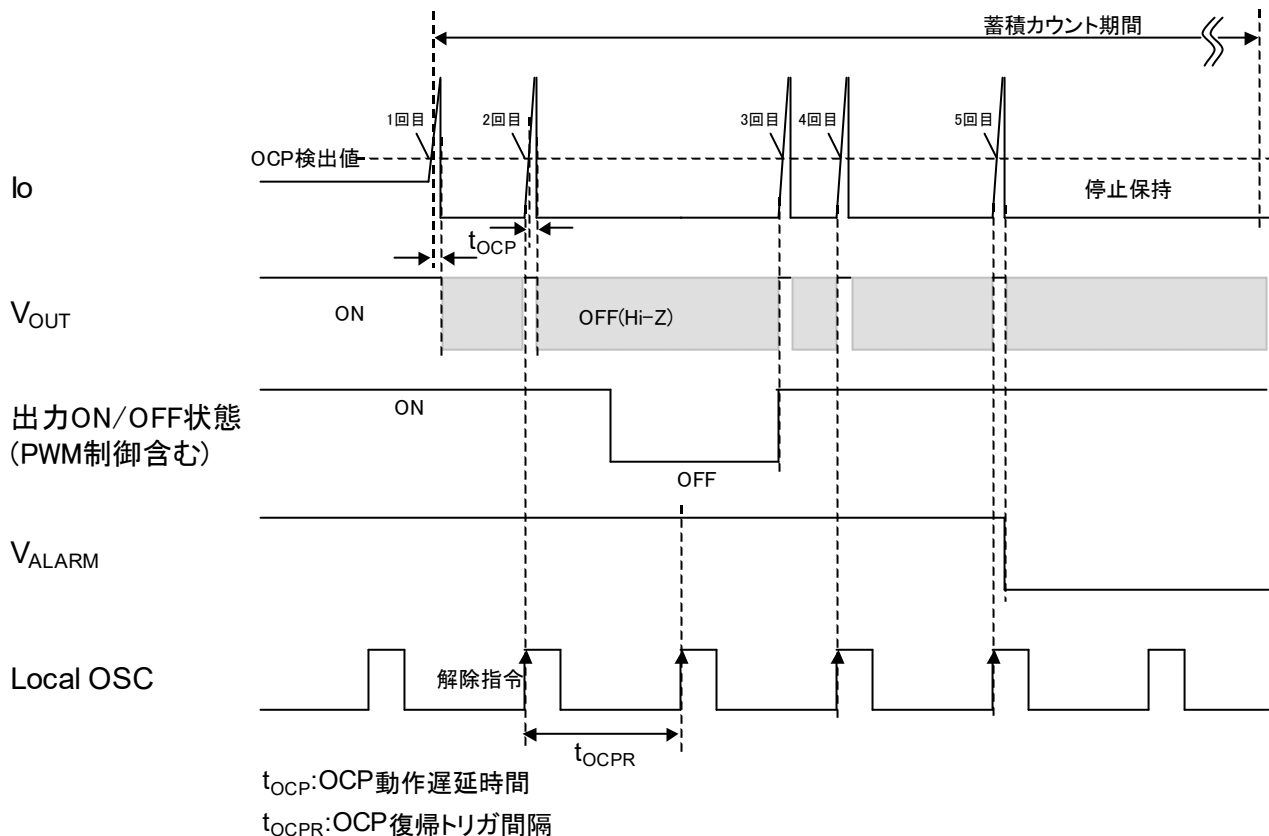 蓄積カウント期間
1回目
2回目
3回目
4回目
5回目
OCP検出値
Io
停止保持
tOCP
VOUT
ON
OFF(Hi-Z)
出力ON/OFF状態
(PWM制御含む)
ON
OFF
VALARM
Local OSC
解除指令
tOCPR
tOCP:OCP動作遅延時間
tOCPR:OCP復帰トリガ間隔